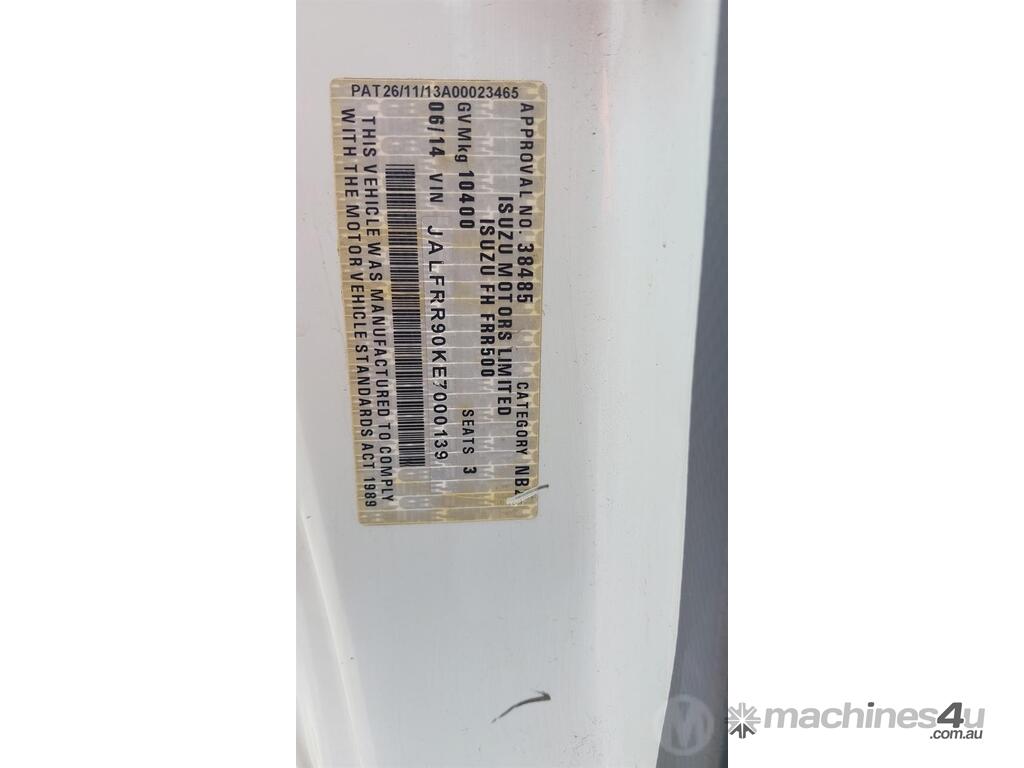 PAT26/11/13A00023465
APPROVAL NO. 38485 CATEGORY NB2
ISUZU MOTORS LIMITED
ISUZU FH FRR500
GVMkg 10400 SEATS 3
06/14 VIN JALFRR90KE7000139
THIS VEHICLE WAS MANUFACTURED TO COMPLY
WITH THE MOTOR VEHICLE STANDARDS ACT 1989
machines4u
.com.au